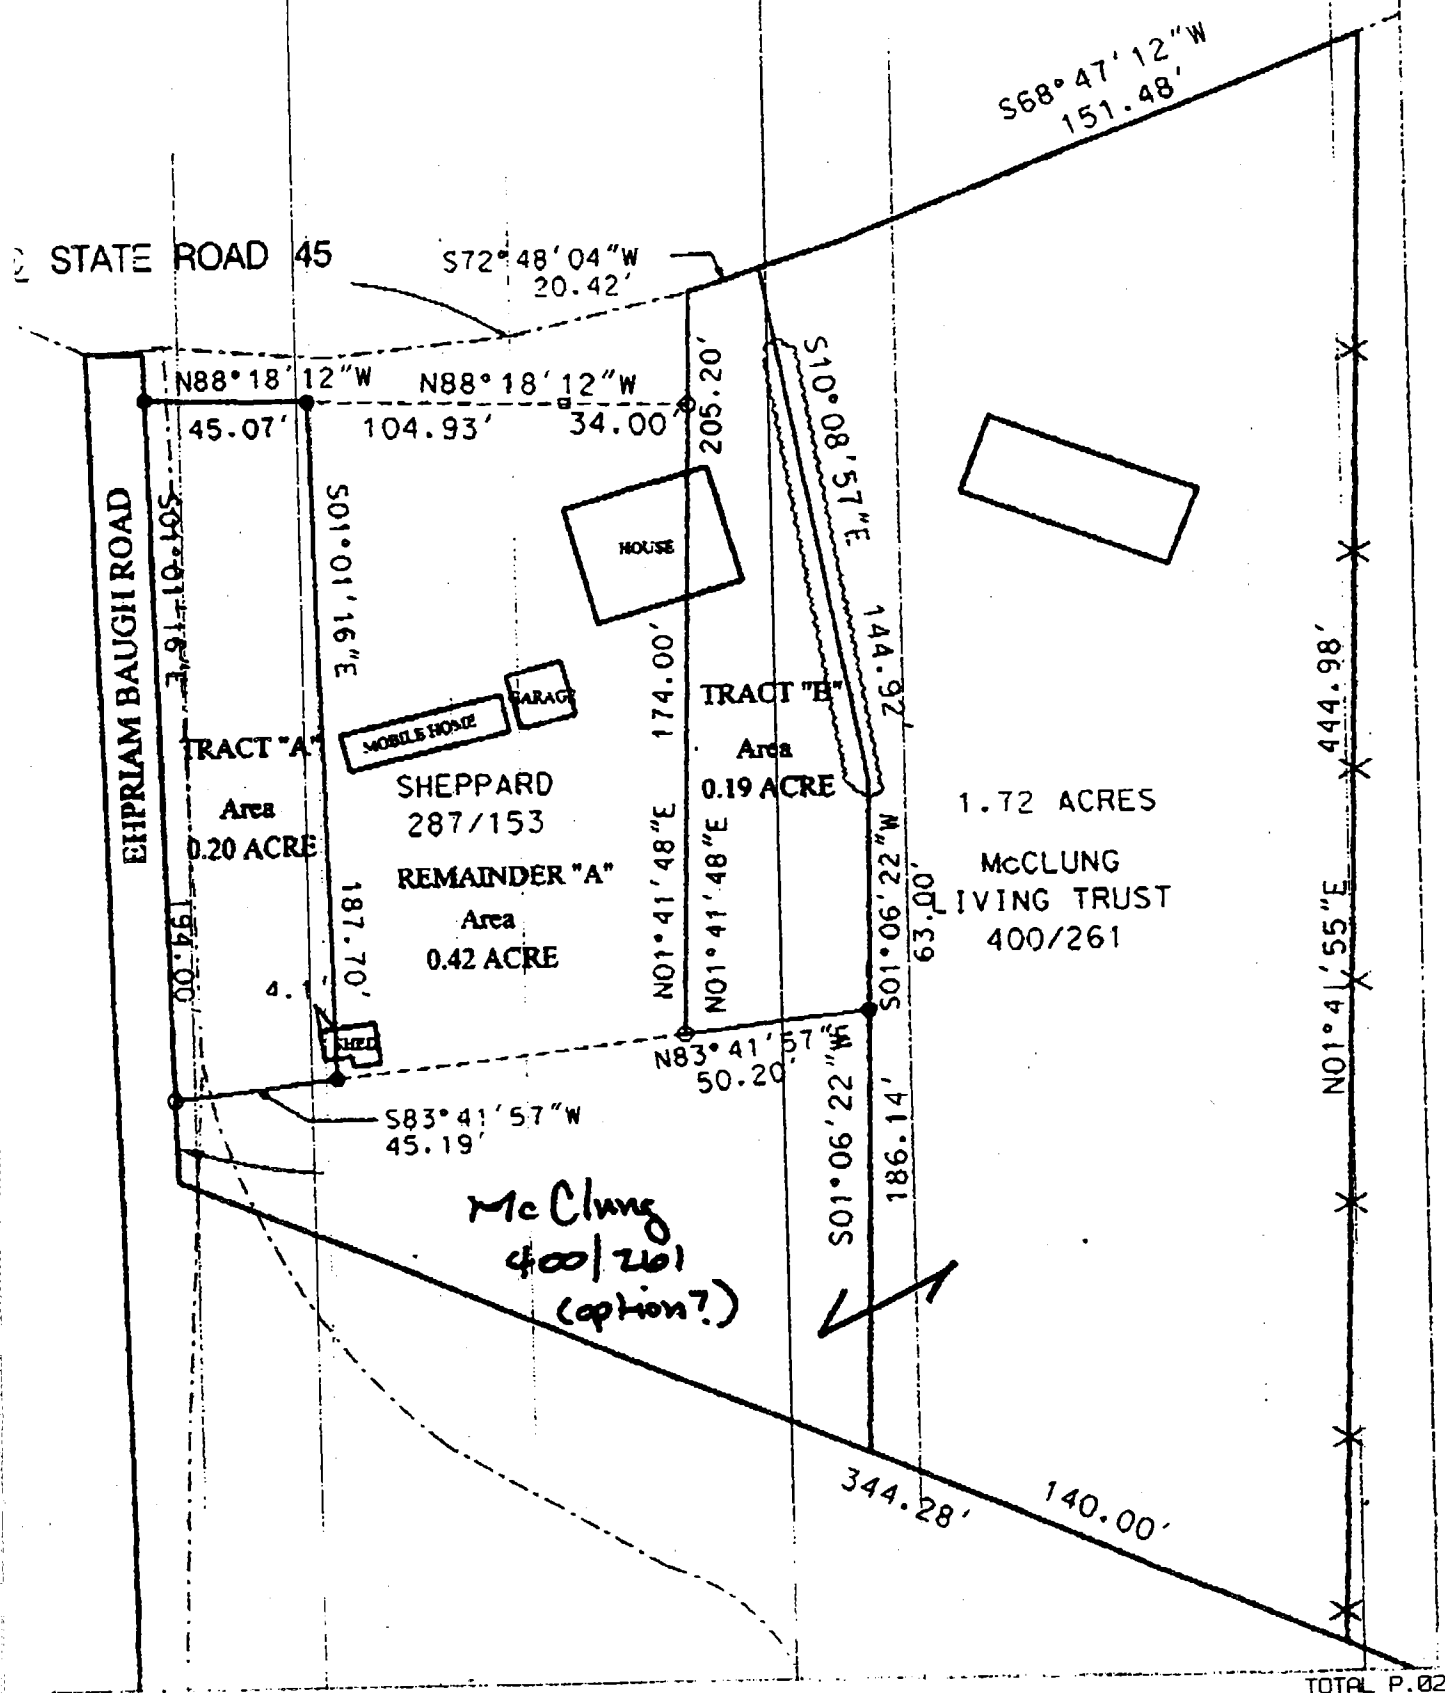 S68°47'12"W
151.48'
STATE ROAD 45
S72°48'04"W
20.42'
N88°18'12"W
45.07'
N88°18'12"W
104.93'
34.00'
205.20'
S10°08'57"E
144.92'
EHPRIAM BAUGH ROAD
S01°01'16"E
194.00
S01°01'16"E
187.70'
HOUSE
GARAGE
MOBILE HOME
174.00'
N01°41'48"E
N01°41'48"E
TRACT "A"
Area
0.20 ACRE
SHEPPARD
287/153
REMAINDER "A"
Area
0.42 ACRE
TRACT "B"
Area
0.19 ACRE
S01°06'22"W
63.00'
1.72 ACRES
McCLUNG
LIVING TRUST
400/261
444.98'
N01°41'55"E
4.1'
SHED
N83°41'57"W
50.20'
S83°41'57"W
45.19'
S01°06'22"W
186.14'
McClung
400/261
(option?)
344.28'
140.00'
TOTAL P.02